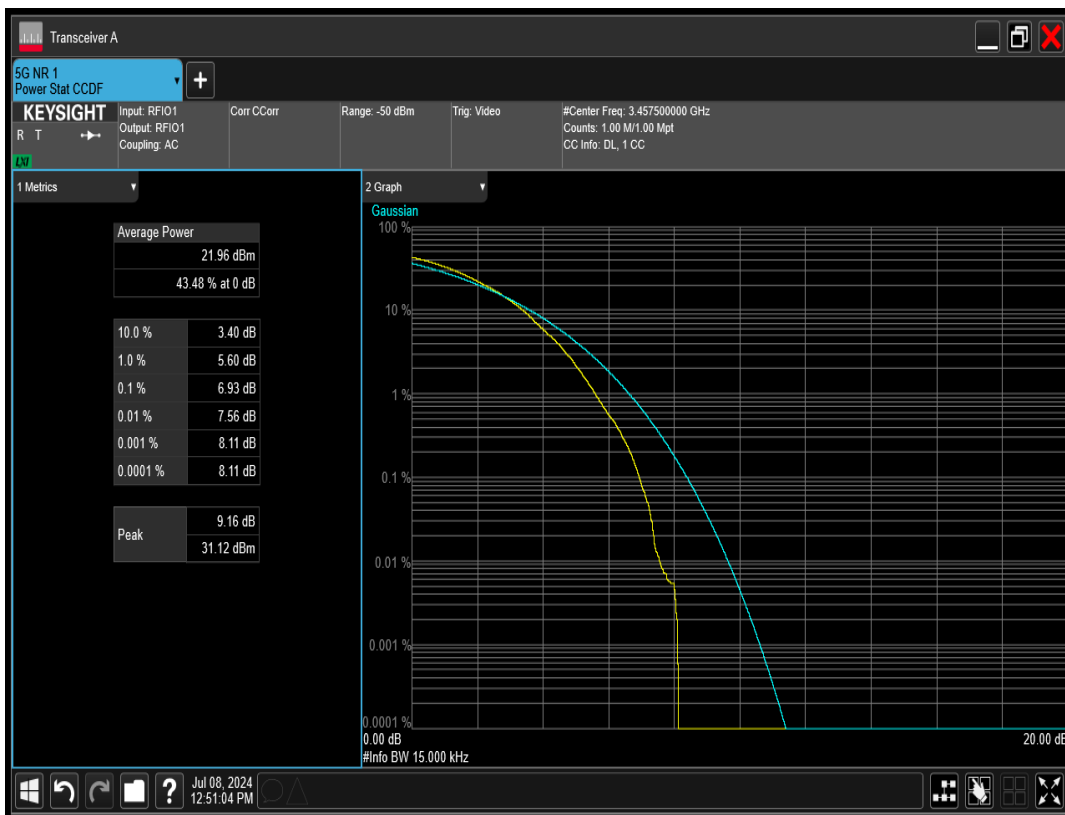 Transceiver A
5G NR 1
Power Stat CCDF
KEYSIGHT
R T
LXI
Input: RFIO1
Output: RFIO1
Coupling: AC
Corr CCorr
Range: -50 dBm
Trig: Video
#Center Freq: 3.457500000 GHz
Counts: 1.00 M/1.00 Mpt
CC Info: DL, 1 CC
1 Metrics
Average Power
21.96 dBm
43.48 % at 0 dB
10.0 % 3.40 dB
1.0 % 5.60 dB
0.1 % 6.93 dB
0.01 % 7.56 dB
0.001 % 8.11 dB
0.0001 % 8.11 dB
Peak 9.16 dB
31.12 dBm
2 Graph
Gaussian
100 %
10 %
1 %
0.1 %
0.01 %
0.001 %
0.0001 %
0.00 dB 20.00 dB
#Info BW 15.000 kHz
Jul 08, 2024
12:51:04 PM